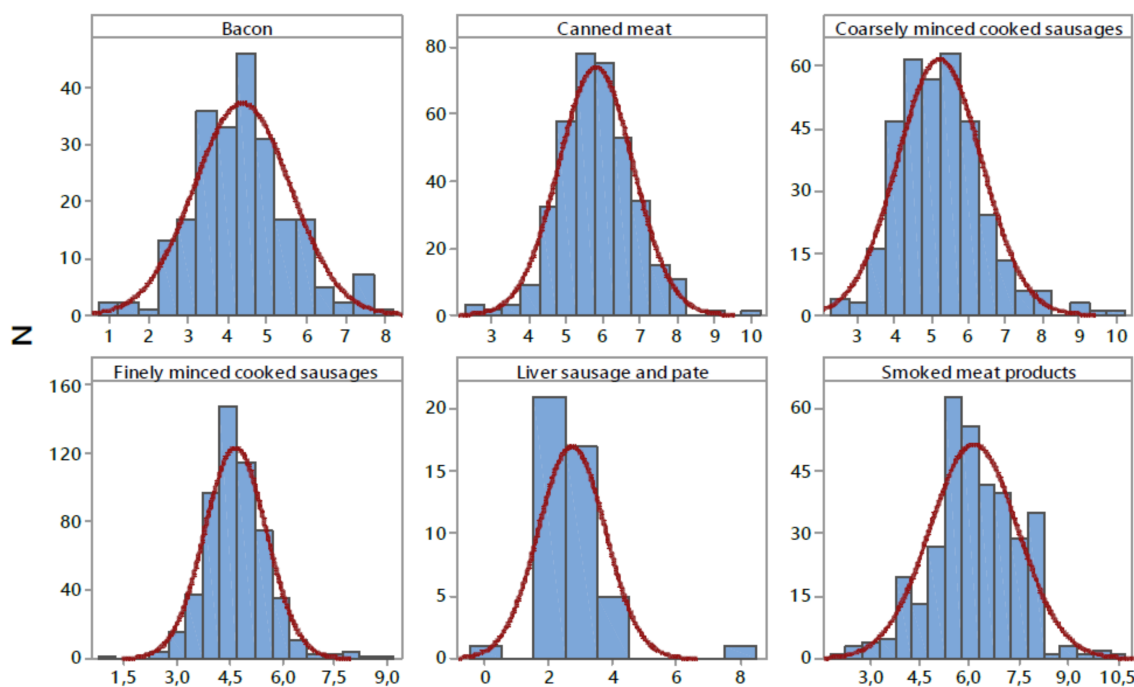 Bacon
Canned meat
Coarsely minced cooked sausages
40
30
20
10
0
80
60
40
20
0
60
45
30
15
0
1 2 3 4 5 6 7 8
3 4 5 6 7 8 9 10
3 4 5 6 7 8 9 10
N
Finely minced cooked sausages
Liver sausage and pate
Smoked meat products
160
120
80
40
0
20
15
10
5
0
60
45
30
15
0
1,5 3,0 4,5 6,0 7,5 9,0
0 2 4 6 8
3,0 4,5 6,0 7,5 9,0 10,5